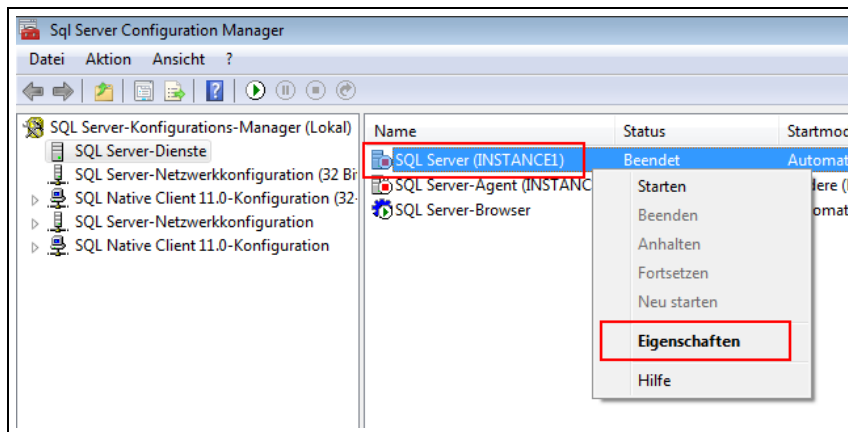 Sql Server Configuration Manager
Datei Aktion Ansicht ?
SQL Server-Konfigurations-Manager (Lokal)
SQL Server-Dienste
SQL Server-Netzwerkkonfiguration (32 Bi
SQL Native Client 11.0-Konfiguration (32-
SQL Server-Netzwerkkonfiguration
SQL Native Client 11.0-Konfiguration
Name Status Startmod
SQL Server (INSTANCE1) Beendet Automat
SQL Server-Agent (INSTANC dere (
SQL Server-Browser omat
Starten
Beenden
Anhalten
Fortsetzen
Neu starten
Eigenschaften
Hilfe